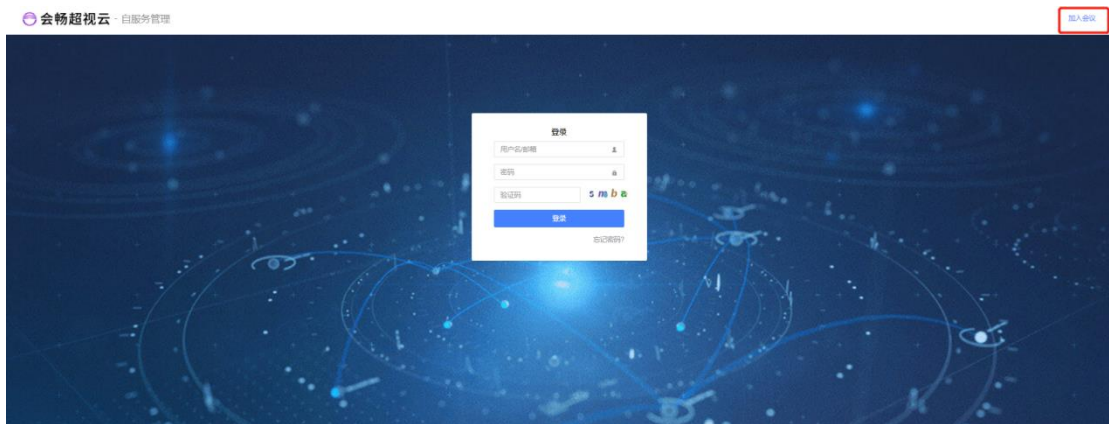 会畅超视云 - 自服务管理
加入会议
登录
用户名/邮箱
密码
验证码 s m b a
登录
忘记密码?